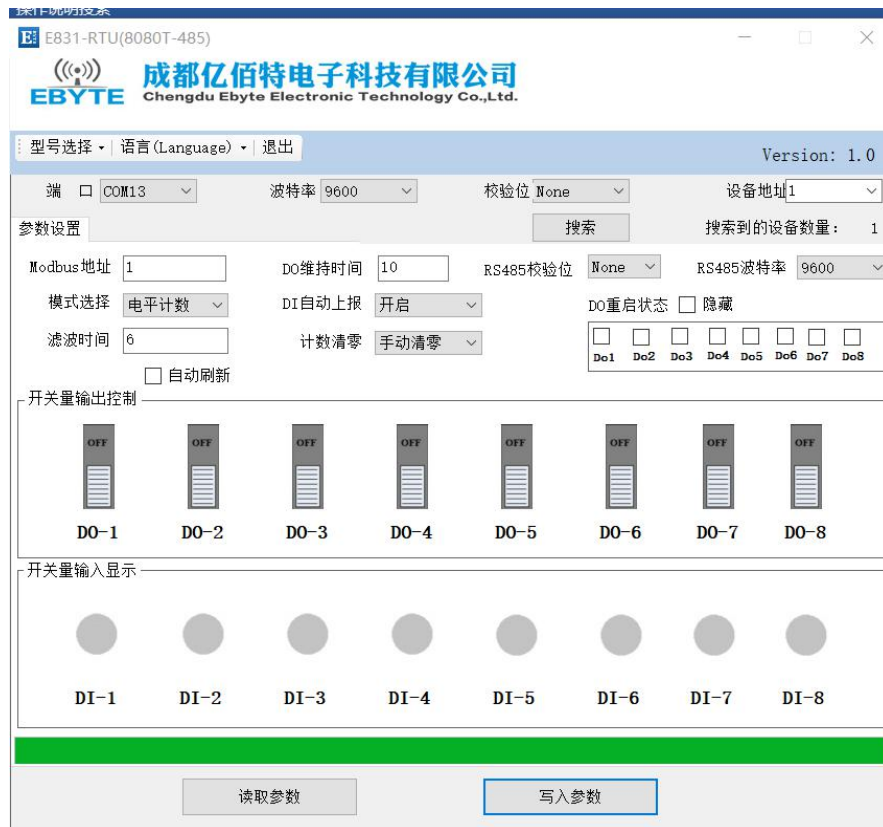 操作说明搜索
E831-RTU(8080T-485)
EBYTE
成都亿佰特电子科技有限公司
Chengdu Ebyte Electronic Technology Co.,Ltd.
型号选择 语言(Language) 退出
Version: 1.0
端 口 COM13 波特率 9600 校验位 None 设备地址 1
参数设置 搜索 搜索到的设备数量： 1
Modbus地址 1 DO维持时间 10 RS485校验位 None RS485波特率 9600
模式选择 电平计数 DI自动上报 开启 DO重启状态 隐藏
滤波时间 6 计数清零 手动清零
Do1 Do2 Do3 Do4 Do5 Do6 Do7 Do8
自动刷新
开关量输出控制
OFF OFF OFF OFF OFF OFF OFF OFF
DO-1 DO-2 DO-3 DO-4 DO-5 DO-6 DO-7 DO-8
开关量输入显示
DI-1 DI-2 DI-3 DI-4 DI-5 DI-6 DI-7 DI-8
读取参数 写入参数